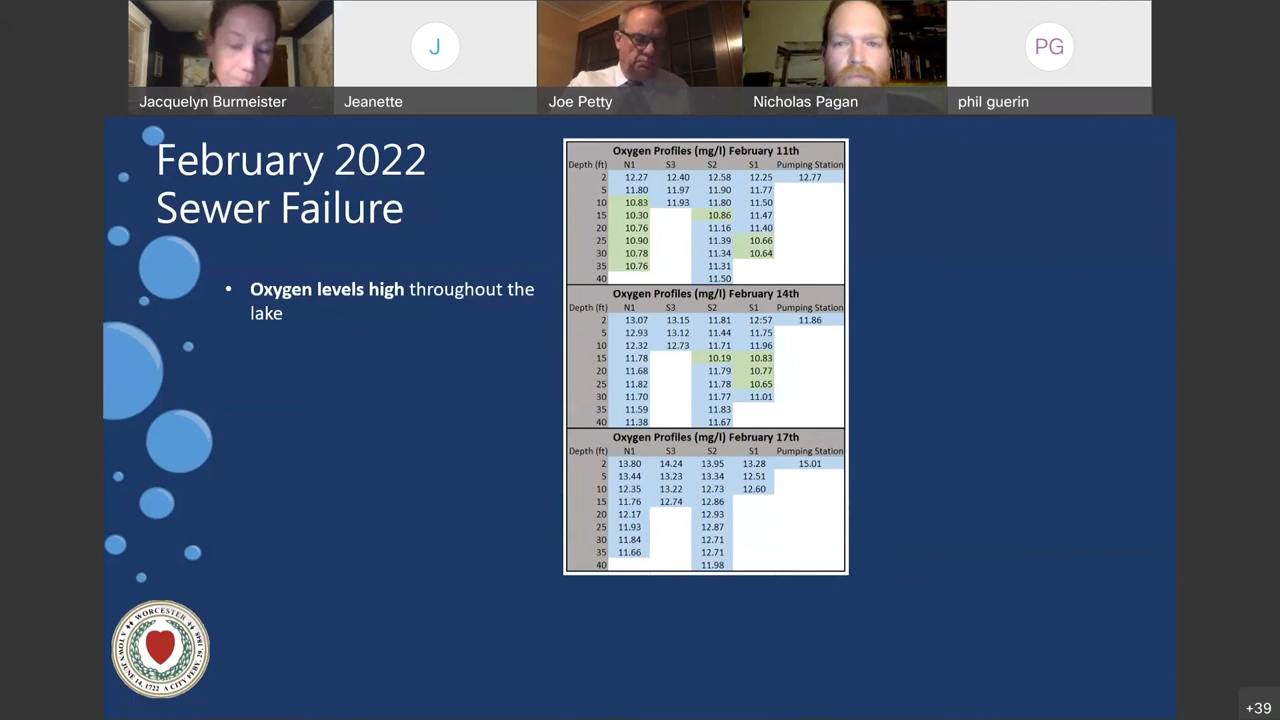 J
PG
Jacquelyn Burmeister
Jeanette
Joe Petty
Nicholas Pagan
phil guerin
February 2022
Sewer Failure
• Oxygen levels high throughout the
lake
Oxygen Profiles (mg/l) February 11th
Depth (ft) N1 S3 S2 S1 Pumping Station
2 12.27 12.40 12.58 12.25 12.77
5 11.80 11.97 11.90 11.77
10 10.83 11.93 11.80 11.50
15 10.30 10.86 11.47
20 10.76 11.16 11.40
25 10.90 11.39 10.66
30 10.78 11.34 10.64
35 10.76 11.31
40 11.50
Oxygen Profiles (mg/l) February 14th
Depth (ft) N1 S3 S2 S1 Pumping Station
2 13.07 13.15 11.81 12:57 11.86
5 12.93 13.12 11.44 11.75
10 12.32 12.73 11.71 11.96
15 11.78 10.19 10.83
20 11.68 11.79 10.77
25 11.82 11.78 10.65
30 11.70 11.77 11.01
35 11.59 11.83
40 11.38 11.67
Oxygen Profiles (mg/l) February 17th
Depth (ft) N1 S3 S2 S1 Pumping Station
2 13.80 14.24 13.95 13.28 15.01
5 13.44 13.23 13.34 12.51
10 12.35 13.22 12.73 12.60
15 11.76 12.74 12.86
20 12.17 12.93
25 11.93 12.87
30 11.84 12.71
35 11.66 12.71
40 11.98
WORCESTER
A TOWN JUNE 14, 1722 A CITY FEBY. 29, 1848
+39